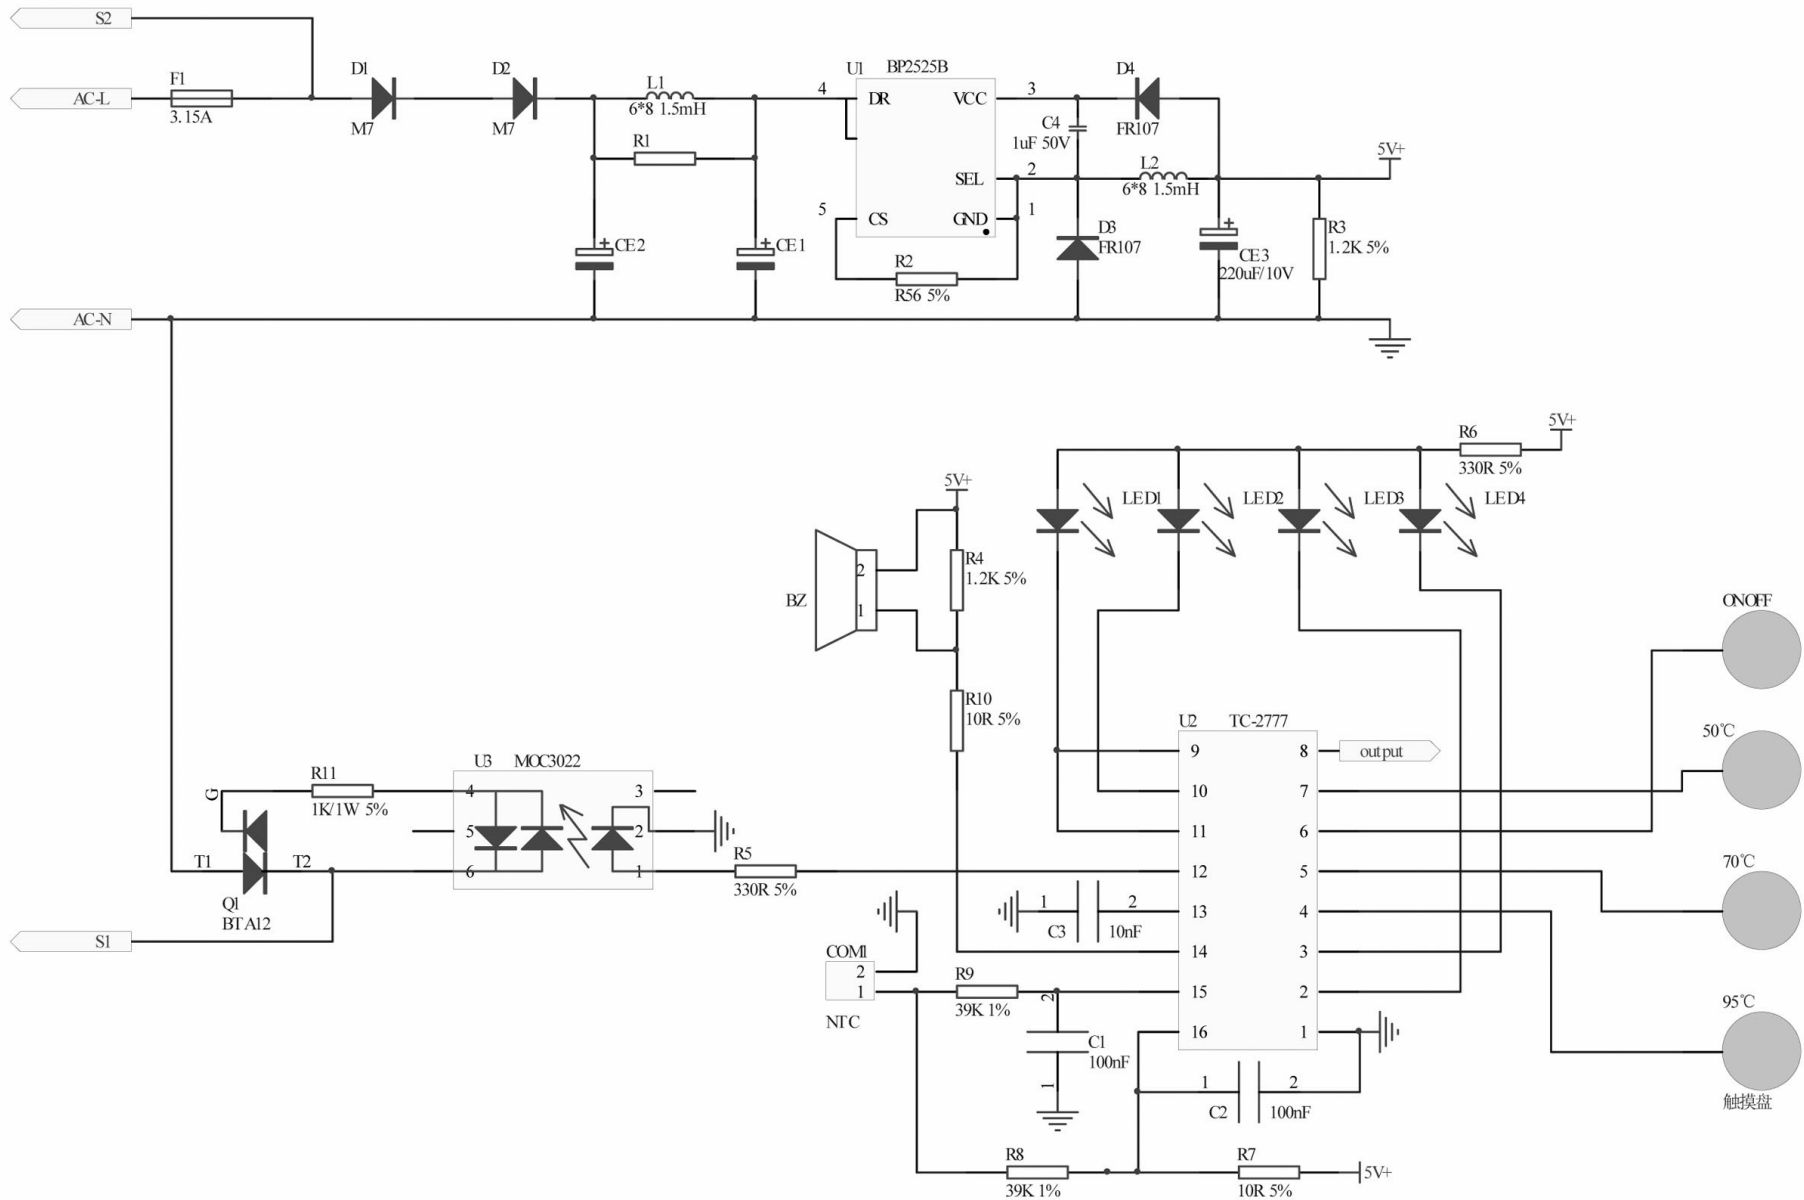 S2
AC-L
F1
3.15A
D1
M7
D2
M7
L1
6*8 1.5mH
R1
CE2
CE1
U1
BP2525B
4
DR
VCC
3
SEL
2
5
CS
GND
1
R2
R56 5%
D4
FR107
C4
1uF 50V
L2
6*8 1.5mH
D3
FR107
5V+
CE3
220uF/10V
R3
1.2K 5%
AC-N
5V+
R6
330R 5%
LED1
LED2
LED3
LED4
5V+
BZ
2
1
R4
1.2K 5%
R10
10R 5%
ONOFF
50℃
70℃
95℃
触摸盘
U2
TC-2777
9
8
output
10
7
11
6
12
5
13
4
14
3
15
2
16
1
U3
MOC3022
4
3
5
2
6
1
G
R11
1K/1W 5%
T1
T2
Q1
BTA12
S1
R5
330R 5%
1
2
C3
10nF
COM1
2
1
NTC
R9
39K 1%
2
C1
100nF
1
1
2
C2
100nF
R8
39K 1%
R7
10R 5%
5V+